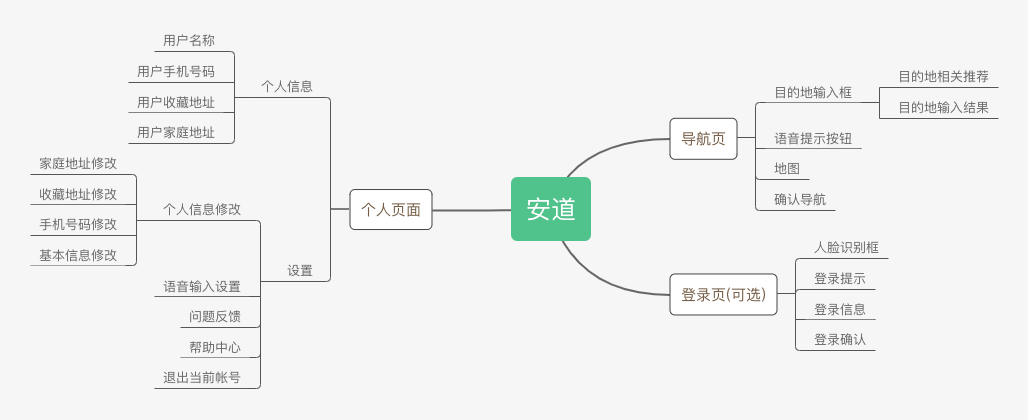 安道
导航页
目的地输入框
目的地相关推荐
目的地输入结果
语音提示按钮
地图
确认导航
登录页(可选)
人脸识别框
登录提示
登录信息
登录确认
个人页面
个人信息
用户名称
用户手机号码
用户收藏地址
用户家庭地址
设置
个人信息修改
家庭地址修改
收藏地址修改
手机号码修改
基本信息修改
语音输入设置
问题反馈
帮助中心
退出当前帐号